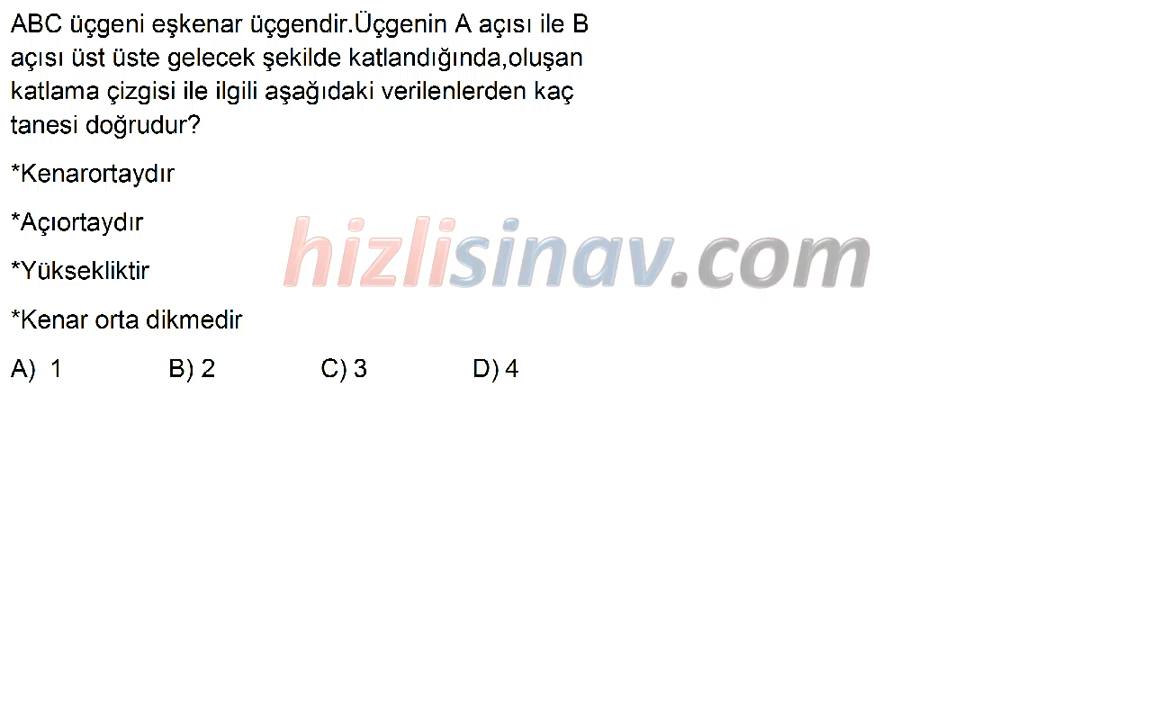 ABC üçgeni eşkenar üçgendir.Üçgenin A açısı ile B
açısı üst üste gelecek şekilde katlandığında,oluşan
katlama çizgisi ile ilgili aşağıdaki verilenlerden kaç
tanesi doğrudur?
*Kenarortaydır
*Açıortaydır
*Yüksekliktir
hizlisinav.com
*Kenar orta dikmedir
A) 1 B) 2 C) 3 D) 4